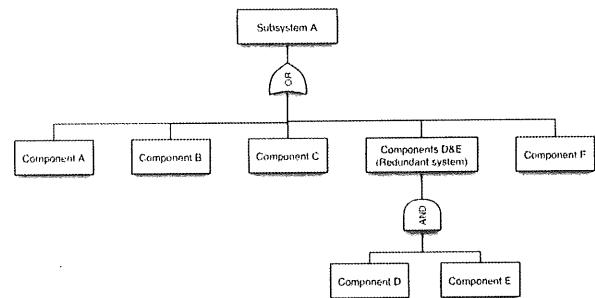 Subsystem A
OR
Component A
Component B
Component C
Components D&E
(Redundant system)
Component F
AND
Component D
Component E